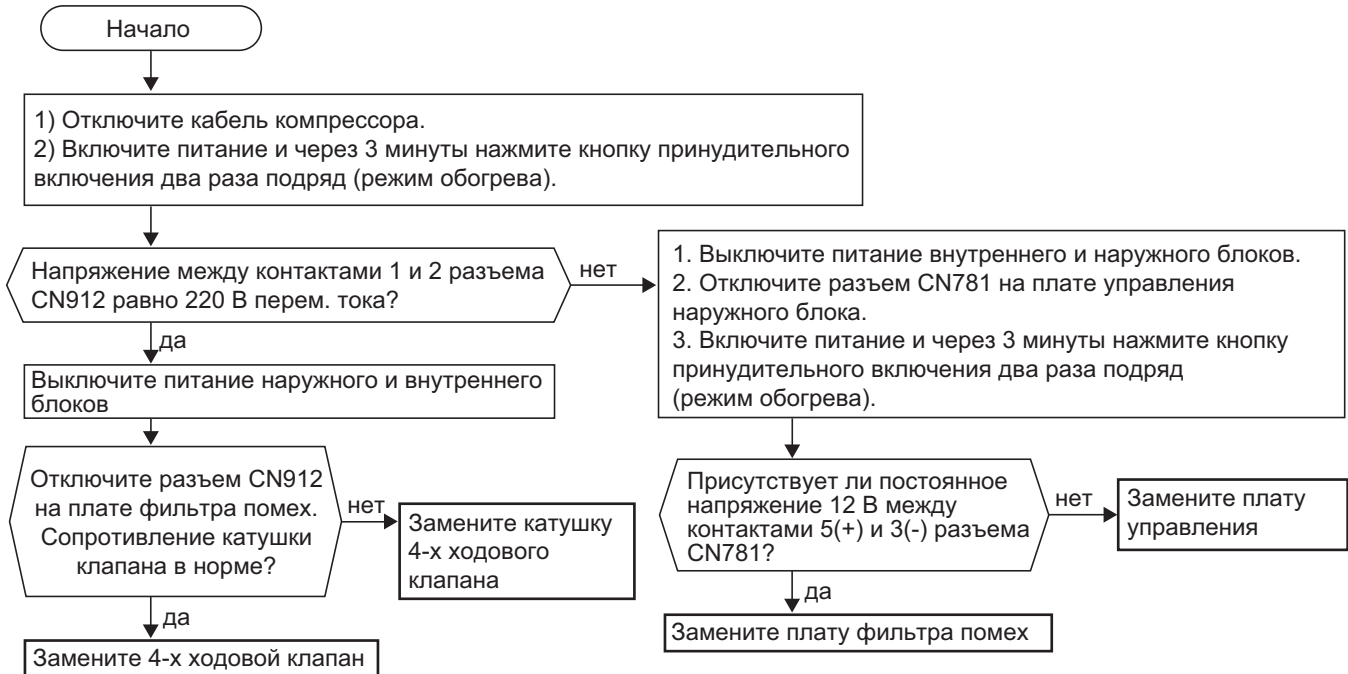 Начало
1) Отключите кабель компрессора.
2) Включите питание и через 3 минуты нажмите кнопку принудительного
включения два раза подряд (режим обогрева).
Напряжение между контактами 1 и 2 разъема
CN912 равно 220 В перем. тока?
нет
да
1. Выключите питание внутреннего и наружного блоков.
2. Отключите разъем CN781 на плате управления
наружного блока.
3. Включите питание и через 3 минуты нажмите кнопку
принудительного включения два раза подряд
(режим обогрева).
Выключите питание наружного и внутреннего
блоков
Отключите разъем CN912
на плате фильтра помех.
Сопротивление катушки
клапана в норме?
нет
Замените катушку
4-х ходового
клапана
да
Замените 4-х ходовой клапан
Присутствует ли постоянное
напряжение 12 В между
контактами 5(+) и 3(-) разъема
CN781?
нет
Замените плату
управления
да
Замените плату фильтра помех